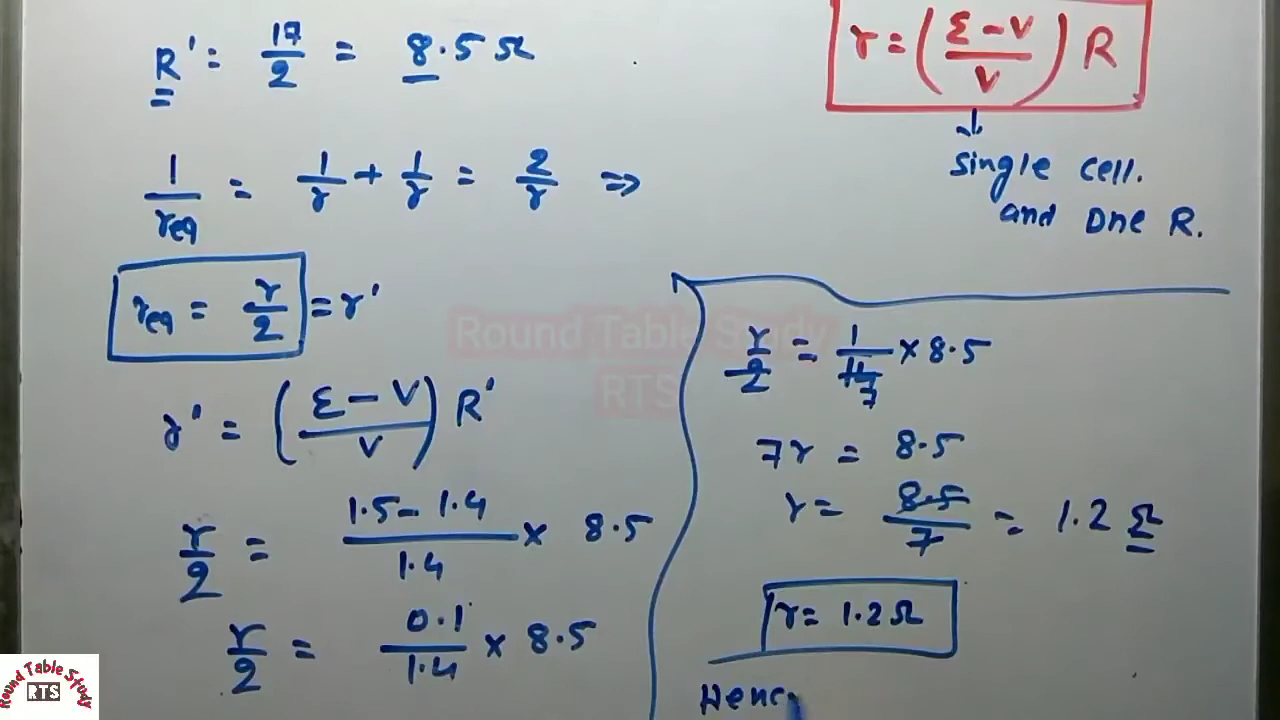 R' = 17/2 = 8.5 Ω
1/r_eq = 1/r + 1/r = 2/r ⇒
r_eq = r/2 = r'
r' = (ε - V / V) R'
r/2 = 1.5 - 1.4 / 1.4 × 8.5
r/2 = 0.1 / 1.4 × 8.5
r = (ε - V / V) R
↓
Single cell.
and One R.
r/2 = 1/14 7 × 8.5
7r = 8.5
r = 8.5/7 = 1.2 Ω
r = 1.2 Ω
Henc
Round Table Study
RTS
Round Table Study
RTS